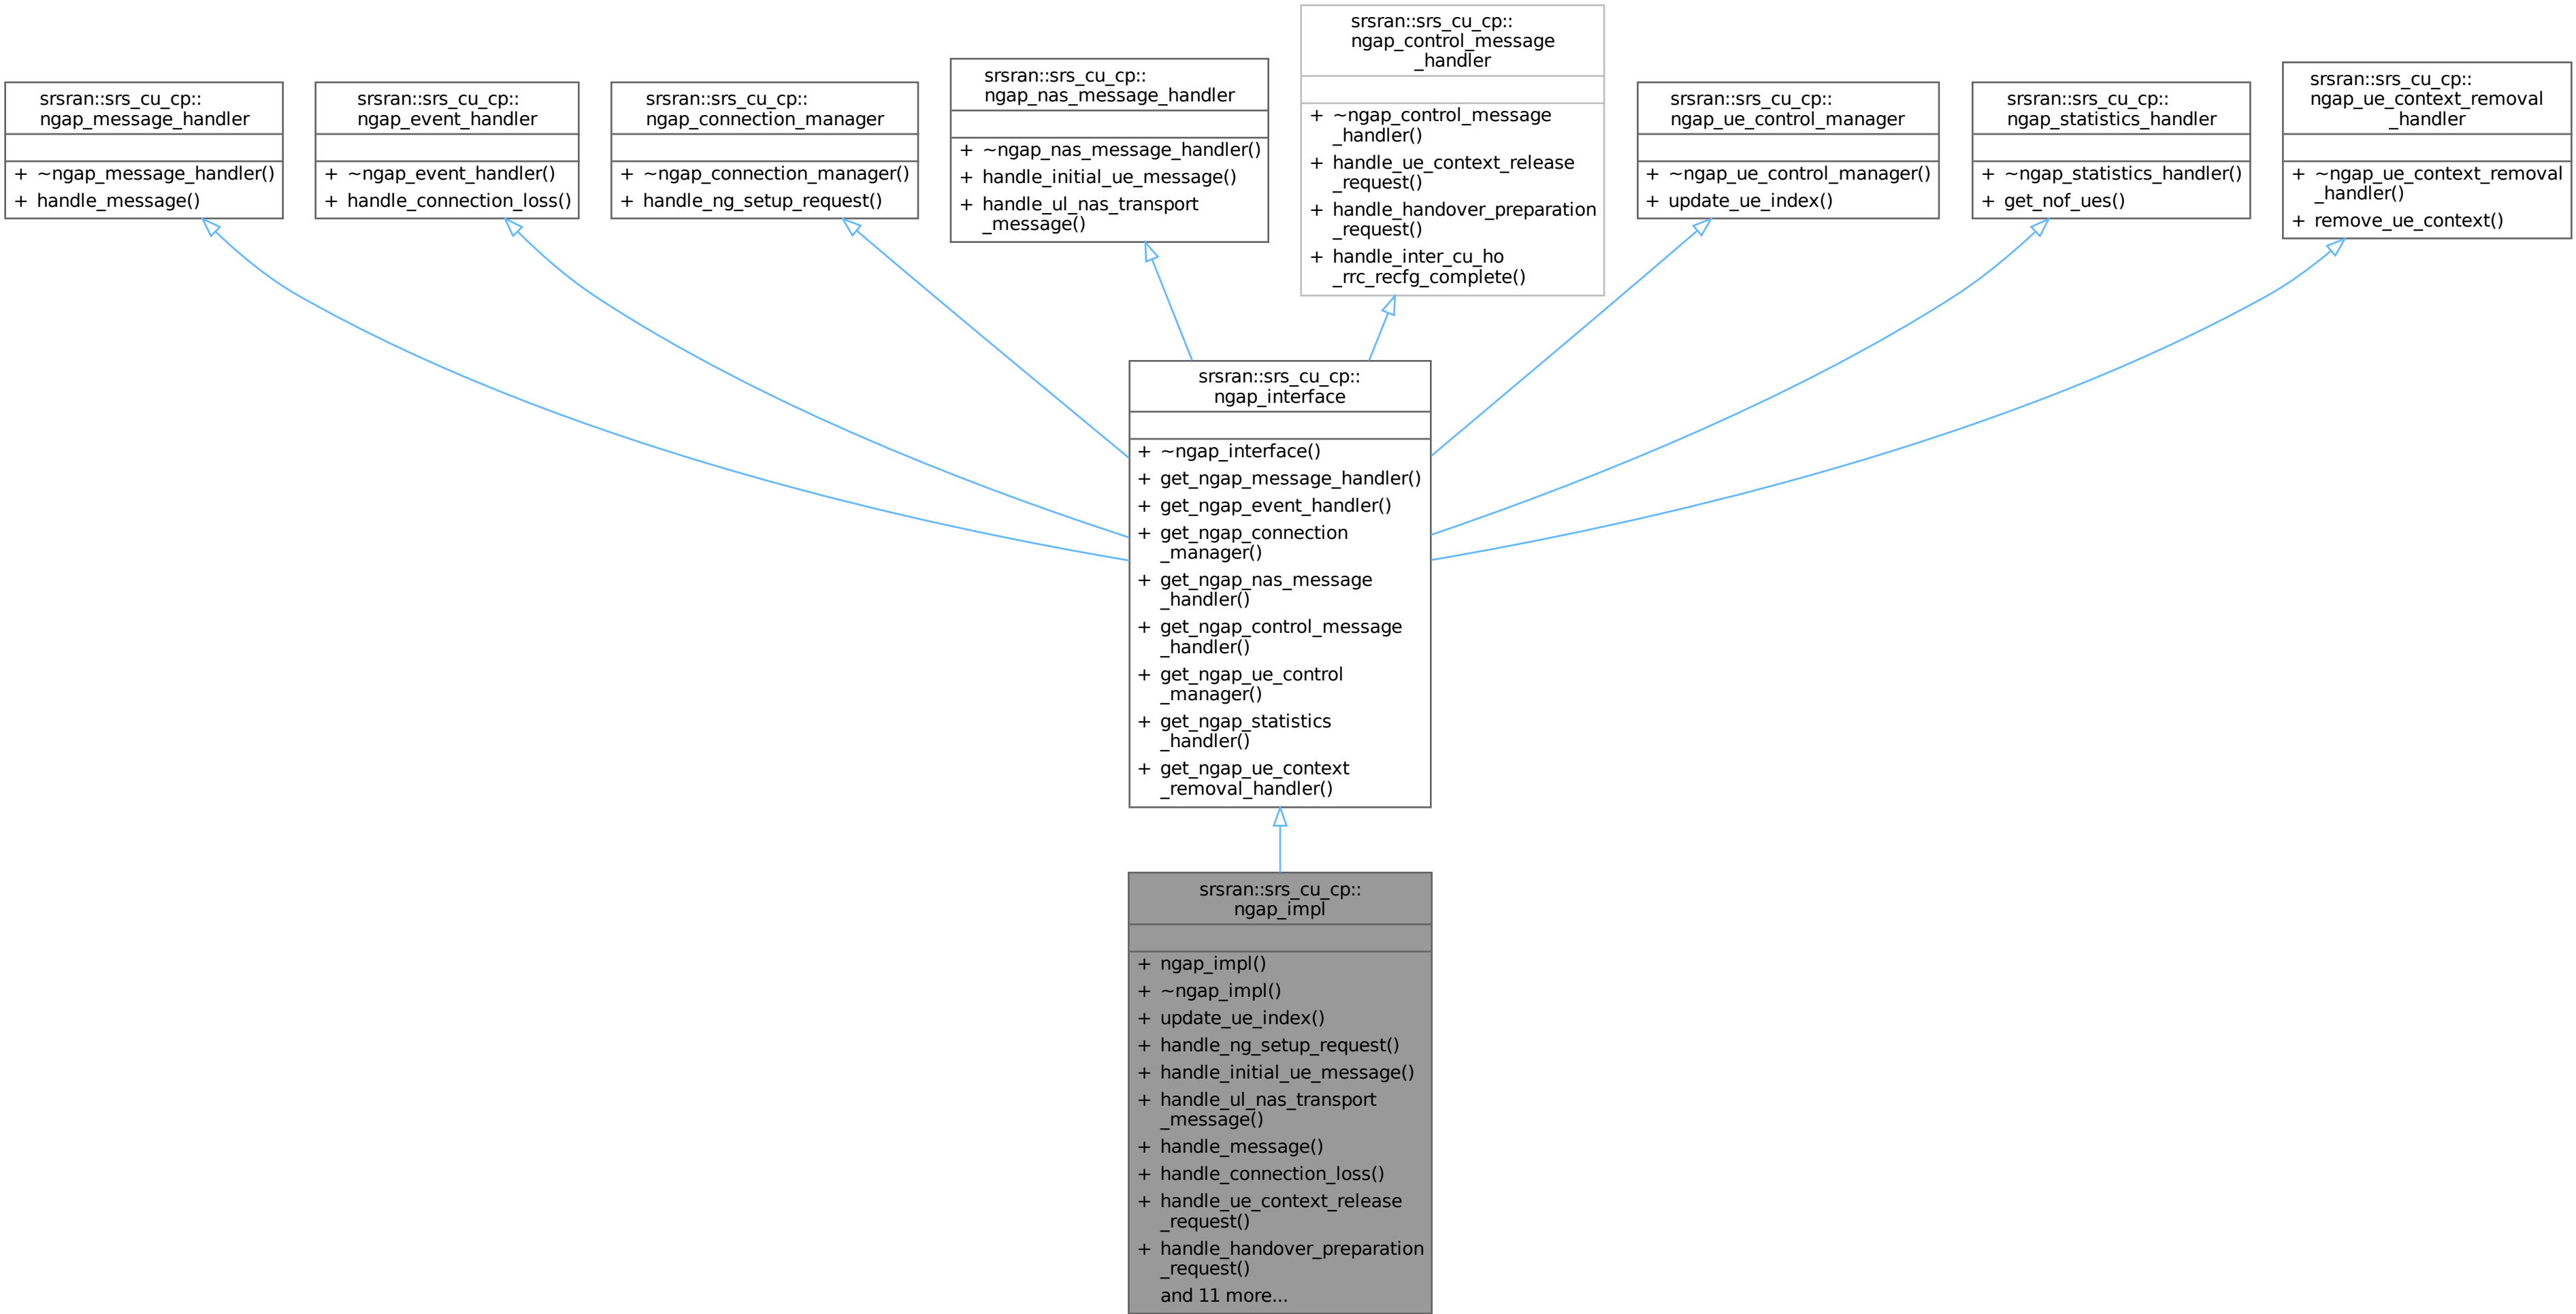 srsran::srs_cu_cp::
ngap_message_handler
+ ~ngap_message_handler()
+ handle_message()
srsran::srs_cu_cp::
ngap_event_handler
+ ~ngap_event_handler()
+ handle_connection_loss()
srsran::srs_cu_cp::
ngap_connection_manager
+ ~ngap_connection_manager()
+ handle_ng_setup_request()
srsran::srs_cu_cp::
ngap_nas_message_handler
+ ~ngap_nas_message_handler()
+ handle_initial_ue_message()
+ handle_ul_nas_transport
_message()
srsran::srs_cu_cp::
ngap_control_message
_handler
+ ~ngap_control_message
_handler()
+ handle_ue_context_release
_request()
+ handle_handover_preparation
_request()
+ handle_inter_cu_ho
_rrc_recfg_complete()
srsran::srs_cu_cp::
ngap_ue_control_manager
+ ~ngap_ue_control_manager()
+ update_ue_index()
srsran::srs_cu_cp::
ngap_statistics_handler
+ ~ngap_statistics_handler()
+ get_nof_ues()
srsran::srs_cu_cp::
ngap_ue_context_removal
_handler
+ ~ngap_ue_context_removal
_handler()
+ remove_ue_context()
srsran::srs_cu_cp::
ngap_interface
+ ~ngap_interface()
+ get_ngap_message_handler()
+ get_ngap_event_handler()
+ get_ngap_connection
_manager()
+ get_ngap_nas_message
_handler()
+ get_ngap_control_message
_handler()
+ get_ngap_ue_control
_manager()
+ get_ngap_statistics
_handler()
+ get_ngap_ue_context
_removal_handler()
srsran::srs_cu_cp::
ngap_impl
+ ngap_impl()
+ ~ngap_impl()
+ update_ue_index()
+ handle_ng_setup_request()
+ handle_initial_ue_message()
+ handle_ul_nas_transport
_message()
+ handle_message()
+ handle_connection_loss()
+ handle_ue_context_release
_request()
+ handle_handover_preparation
_request()
and 11 more...